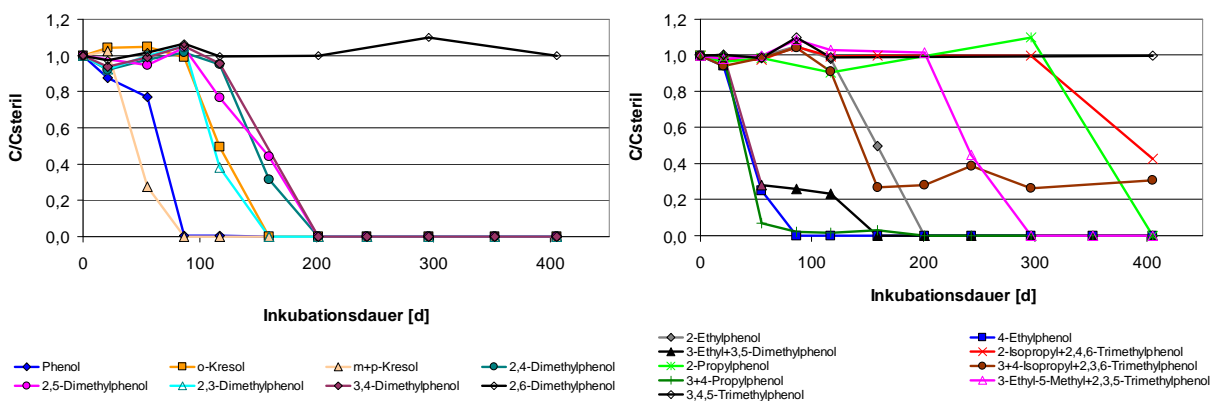 1,2
1,0
0,8
0,6
0,4
0,2
0,0
C/Csteril
0 100 200 300 400
Inkubationsdauer [d]
Phenol o-Kresol m+p-Kresol 2,4-Dimethylphenol
2,5-Dimethylphenol 2,3-Dimethylphenol 3,4-Dimethylphenol 2,6-Dimethylphenol
1,2
1,0
0,8
0,6
0,4
0,2
0,0
C/Csteril
0 100 200 300 400
Inkubationsdauer [d]
2-Ethylphenol 4-Ethylphenol
3-Ethyl+3,5-Dimethylphenol 2-Isopropyl+2,4,6-Trimethylphenol
2-Propylphenol 3+4-Isopropyl+2,3,6-Trimethylphenol
3+4-Propylphenol 3-Ethyl-5-Methyl+2,3,5-Trimethylphenol
3,4,5-Trimethylphenol